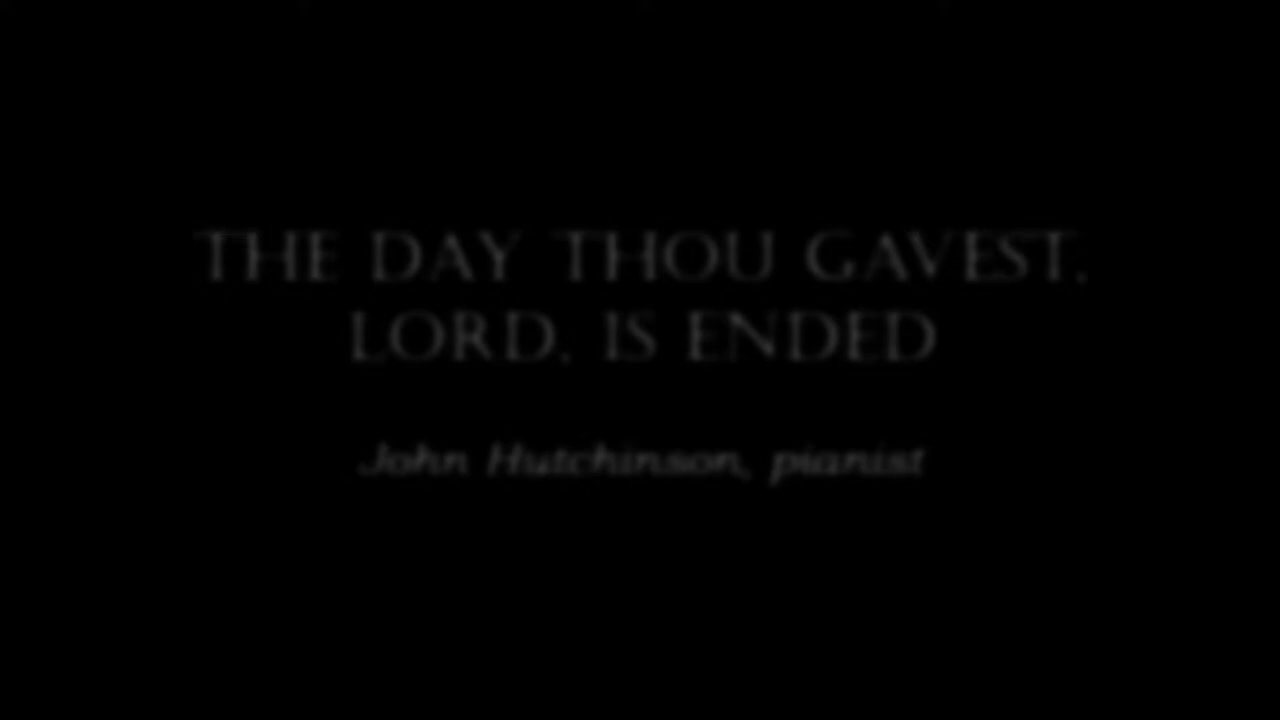 THE DAY THOU GAVEST,
LORD, IS ENDED
John Hutchinson, pianist